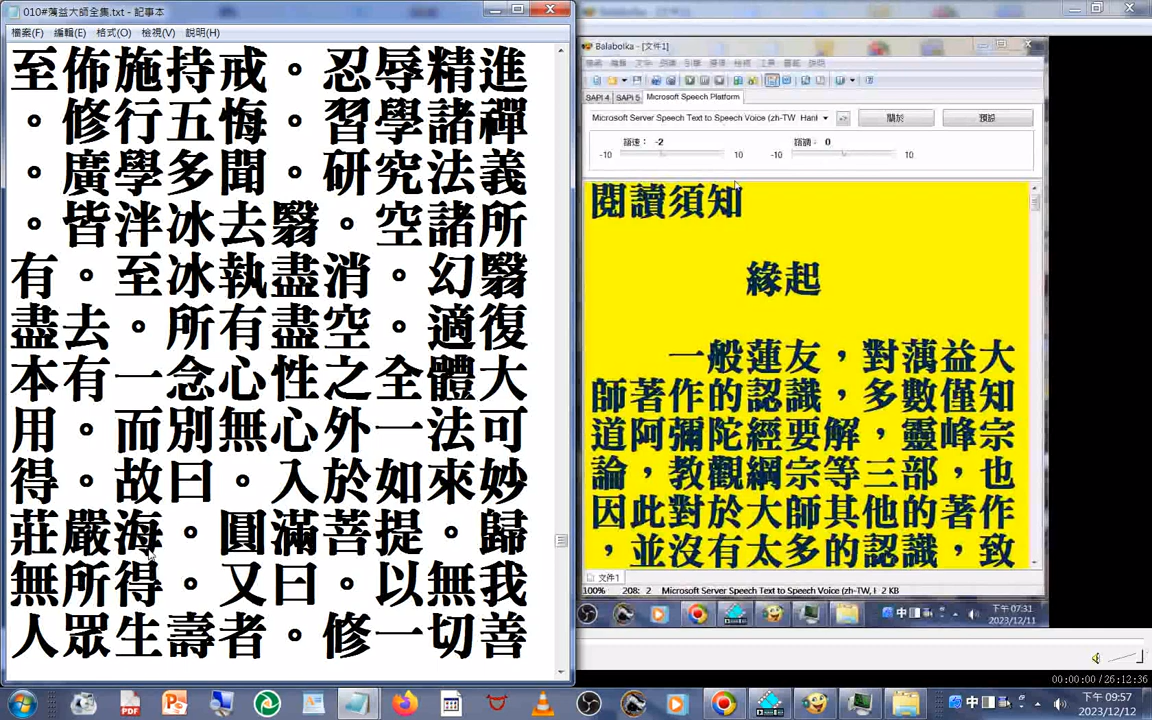 010#蕅益大師全集.txt - 記事本
檔案(F) 編輯(E) 格式(O) 檢視(V) 說明(H)
至佈施持戒。忍辱精進
。修行五悔。習學諸禪
。廣學多聞。研究法義
。皆泮冰去翳。空諸所
有。至冰執盡消。幻翳
盡去。所有盡空。適復
本有一念心性之全體大
用。而別無心外一法可
得。故曰。入於如來妙
莊嚴海。圓滿菩提。歸
無所得。又曰。以無我
人眾生壽者。修一切善
Balabolka - [文件1]
SAPI 4 SAPI 5 Microsoft Speech Platform
Microsoft Server Speech Text to Speech Voice (zh-TW, Han
關於 預設
語速: -2 語調: 0
-10 10 -10 10
閱讀須知
緣起
一般蓮友，對蕅益大
師著作的認識，多數僅知
道阿彌陀經要解，靈峰宗
論，教觀綱宗等三部，也
因此對於大師其他的著作
，並沒有太多的認識，致
文件1
100% 208: 2 Microsoft Server Speech Text to Speech Voice (zh-TW, H 2 KB
中
下午 07:31
2023/12/11
00:00:00 / 26:12:36
PDF
中
下午 09:57
2023/12/12